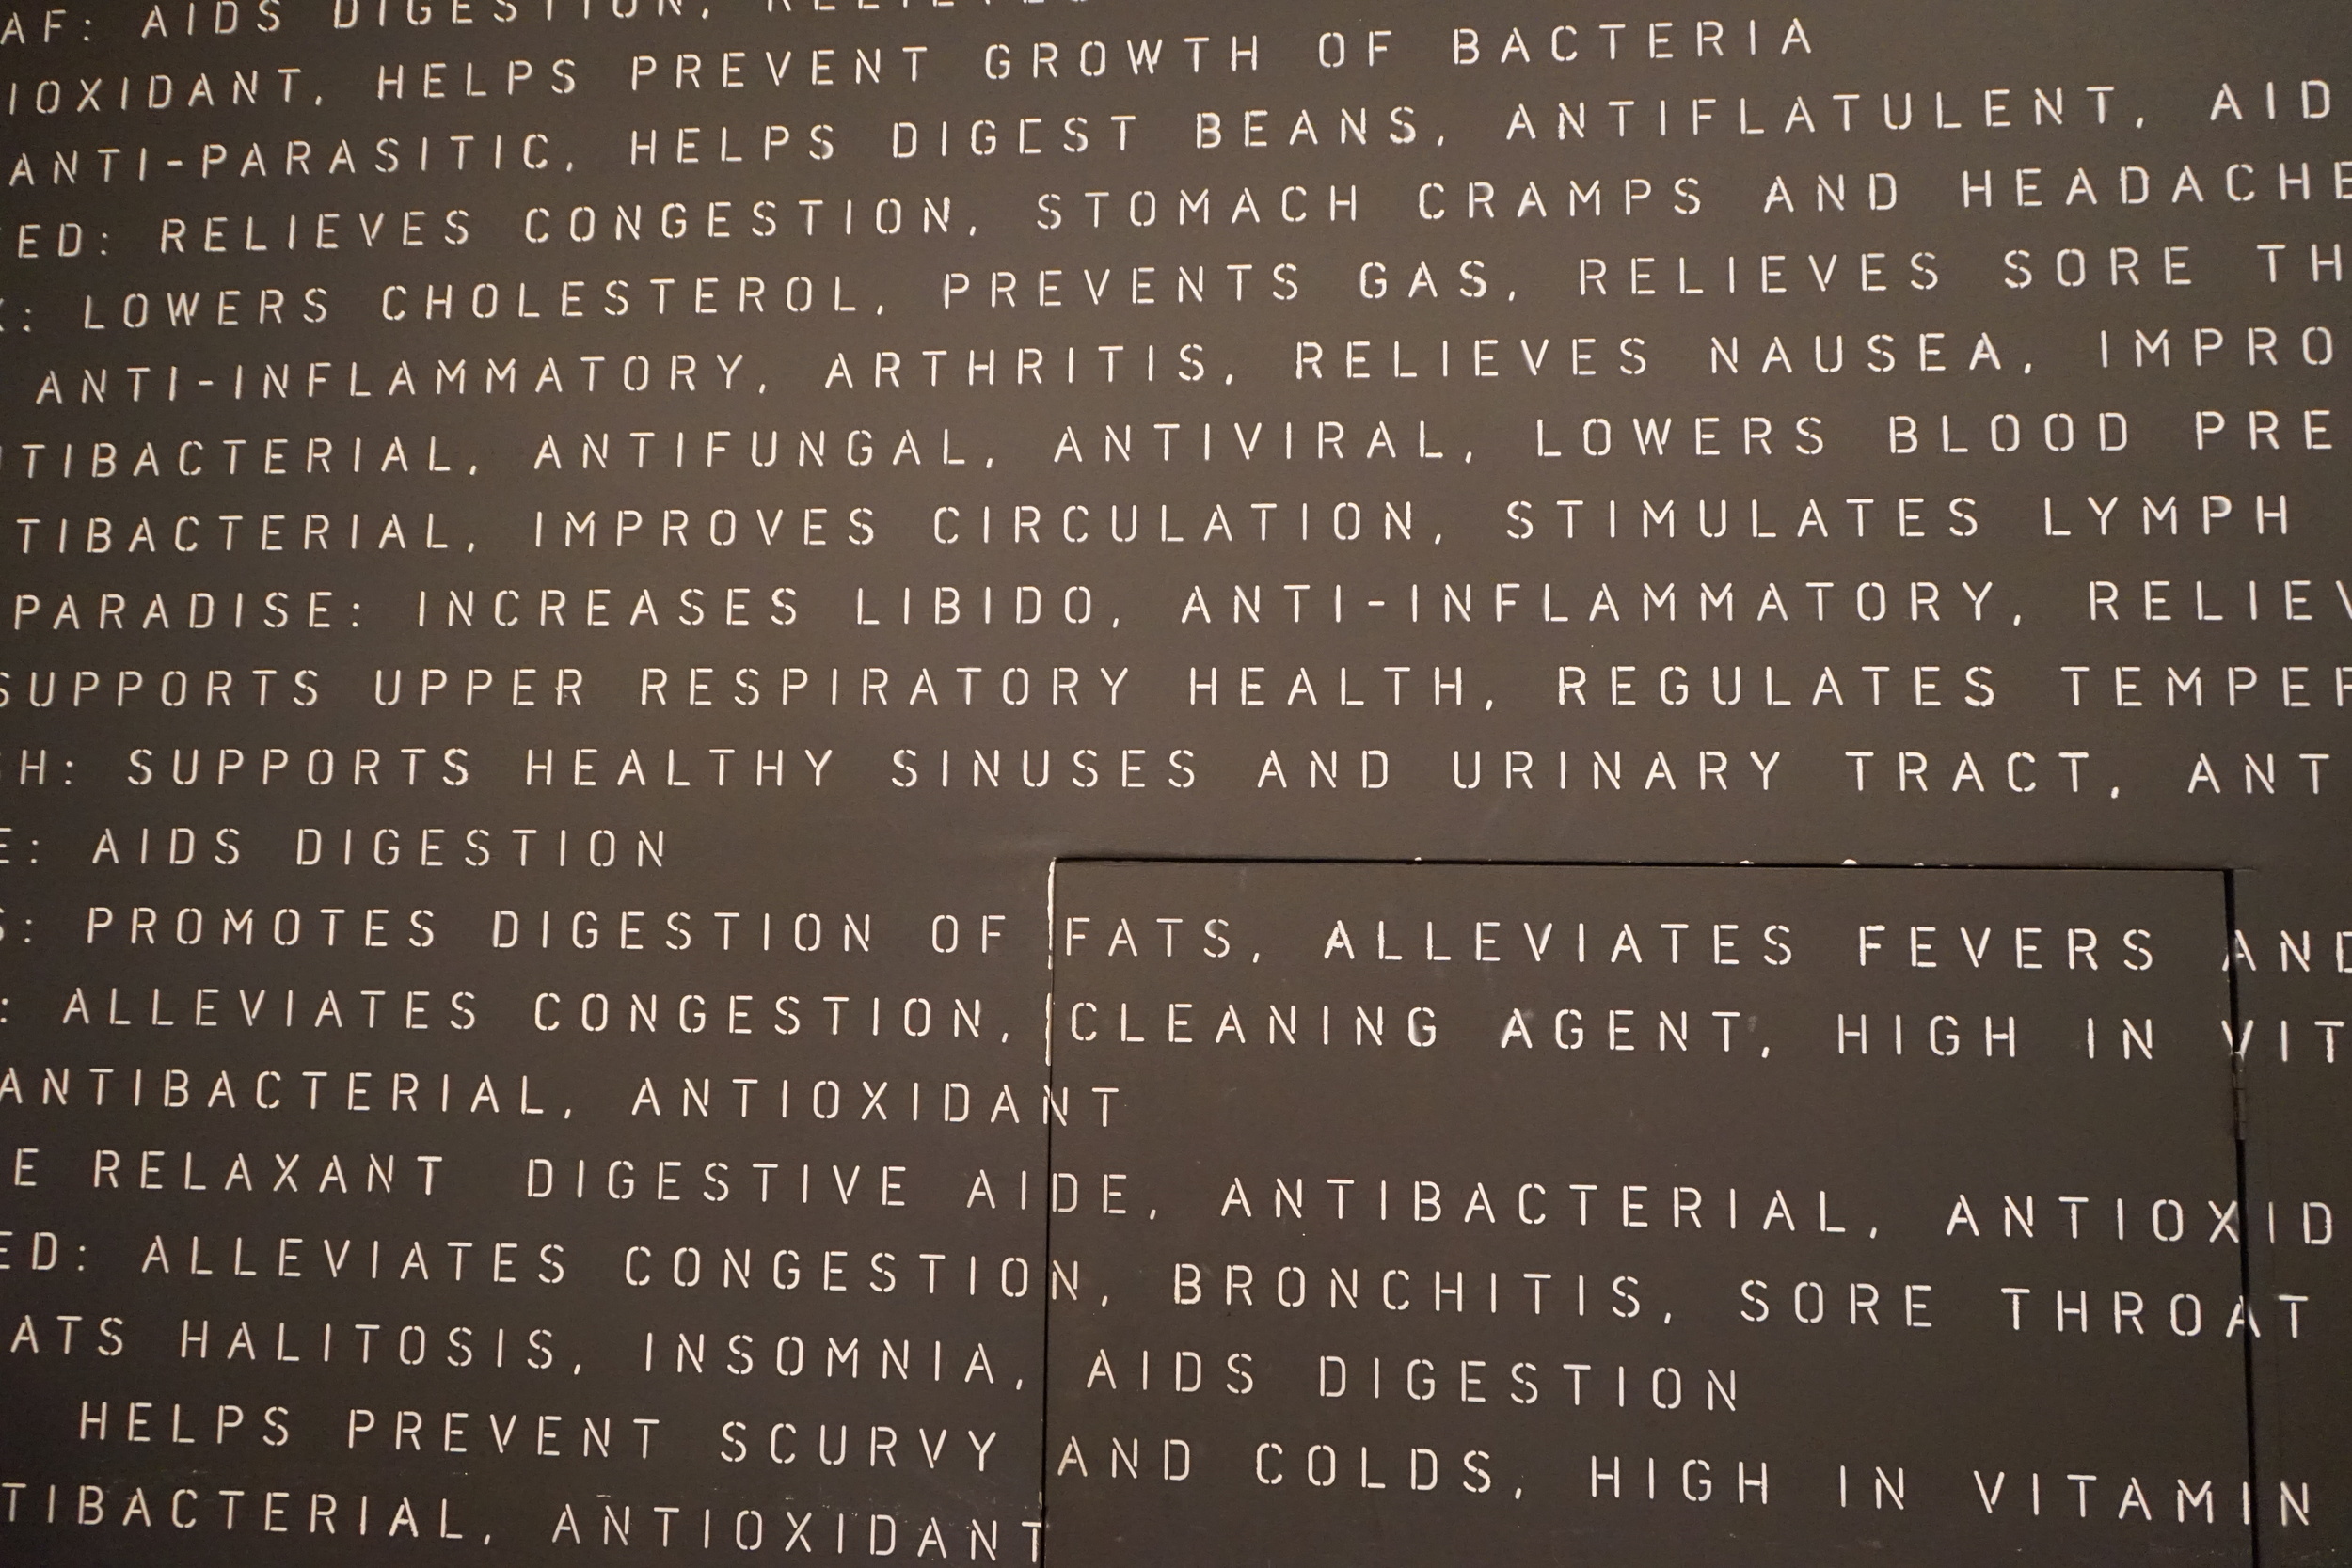 AF: AIDS DIGESTION,
IOXIDANT, HELPS PREVENT GROWTH OF BACTERIA
ANTI-PARASITIC, HELPS DIGEST BEANS, ANTIFLATULENT, AID
ED: RELIEVES CONGESTION, STOMACH CRAMPS AND HEADACHE
: LOWERS CHOLESTEROL, PREVENTS GAS, RELIEVES SORE TH
ANTI-INFLAMMATORY, ARTHRITIS, RELIEVES NAUSEA, IMPRO
TIBACTERIAL, ANTIFUNGAL, ANTIVIRAL, LOWERS BLOOD PRE
TIBACTERIAL, IMPROVES CIRCULATION, STIMULATES LYMPH
PARADISE: INCREASES LIBIDO, ANTI-INFLAMMATORY, RELIEV
SUPPORTS UPPER RESPIRATORY HEALTH, REGULATES TEMPER
H: SUPPORTS HEALTHY SINUSES AND URINARY TRACT, ANT
E: AIDS DIGESTION
S: PROMOTES DIGESTION OF FATS, ALLEVIATES FEVERS AND
: ALLEVIATES CONGESTION, CLEANING AGENT, HIGH IN VIT
ANTIBACTERIAL, ANTIOXIDANT
E RELAXANT DIGESTIVE AIDE, ANTIBACTERIAL, ANTIOXID
ED: ALLEVIATES CONGESTION, BRONCHITIS, SORE THROAT
ATS HALITOSIS, INSOMNIA, AIDS DIGESTION
HELPS PREVENT SCURVY AND COLDS, HIGH IN VITAMIN
TIBACTERIAL, ANTIOXIDANT